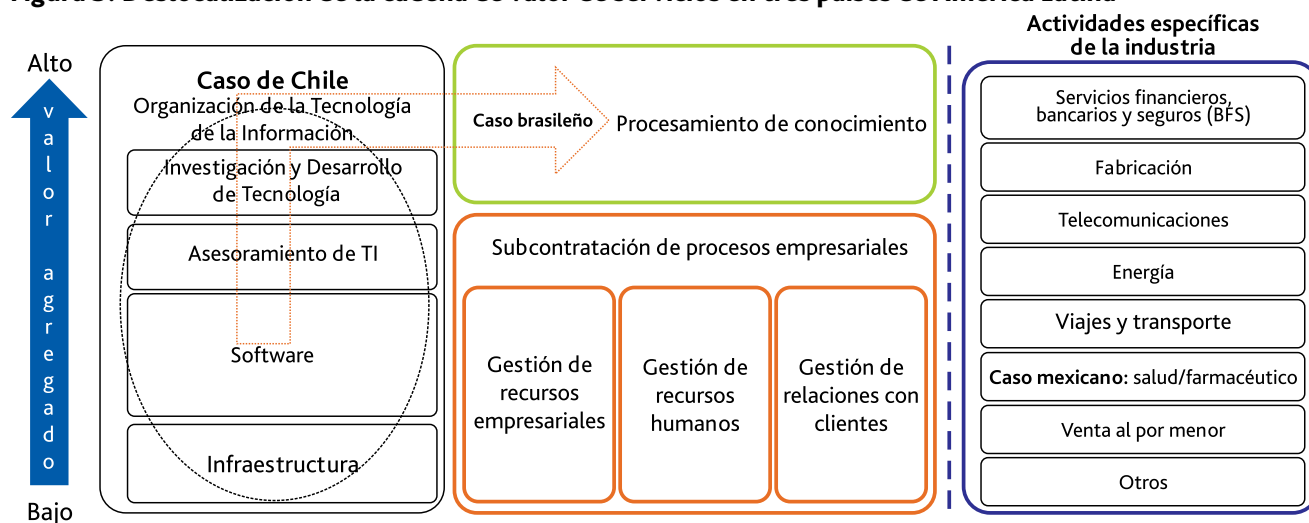 Alto
valor agregado
Bajo
Caso de Chile
Organización de la Tecnología
de la Información
Investigación y Desarrollo
de Tecnología
Asesoramiento de TI
Software
Infraestructura
Caso brasileño
Procesamiento de conocimiento
Subcontratación de procesos empresariales
Gestión de
recursos
empresariales
Gestión de
recursos
humanos
Gestión de
relaciones con
clientes
Actividades específicas
de la industria
Servicios financieros,
bancarios y seguros (BFS)
Fabricación
Telecomunicaciones
Energía
Viajes y transporte
Caso mexicano: salud/farmacéutico
Venta al por menor
Otros